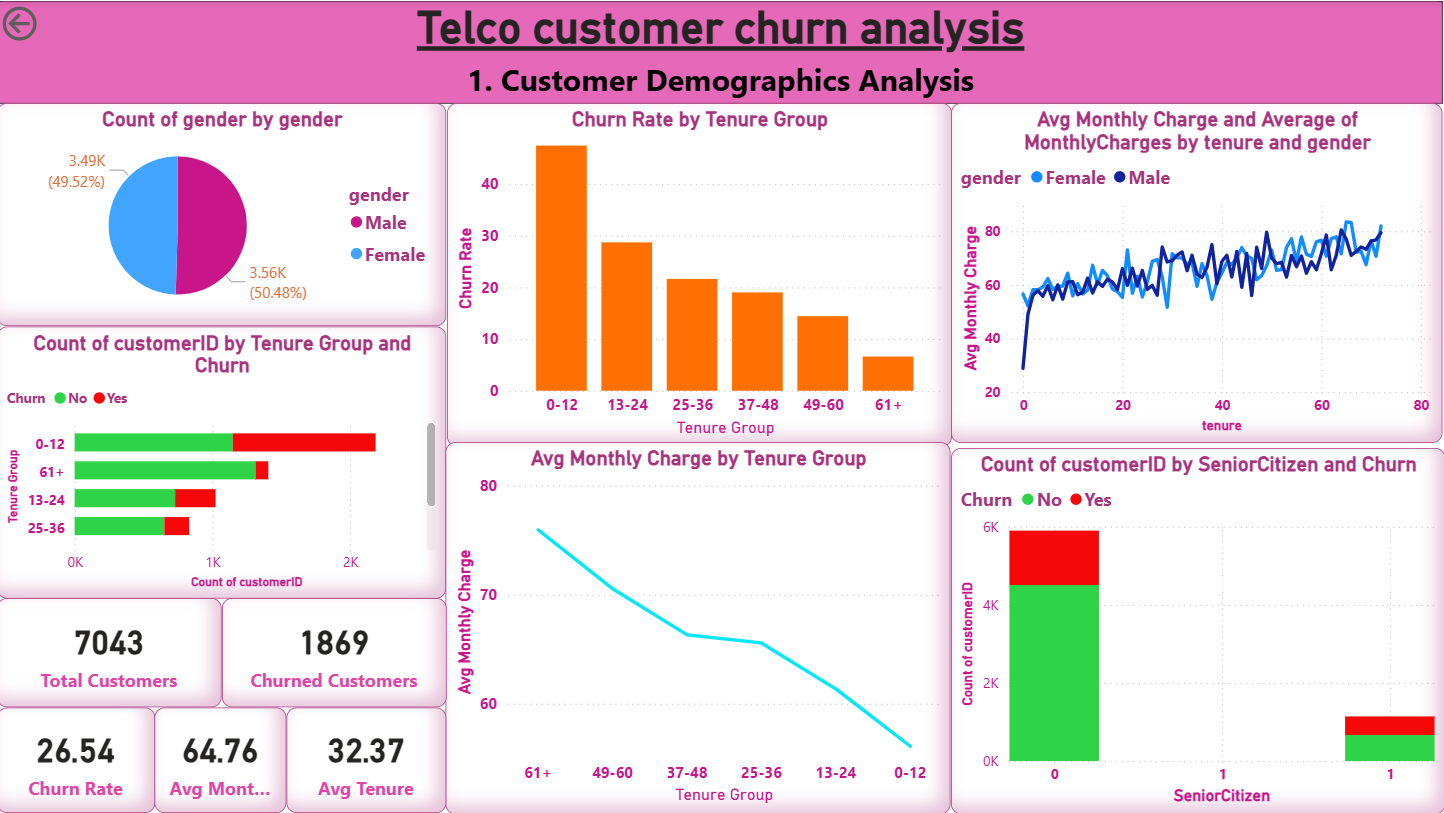 Telco customer churn analysis
1. Customer Demographics Analysis
Count of gender by gender
3.49K
(49.52%)
3.56K
(50.48%)
gender
Male
Female
Count of customerID by Tenure Group and
Churn
Churn No Yes
Tenure Group
0-12
61+
13-24
25-36
0K 1K 2K
Count of customerID
7043
Total Customers
1869
Churned Customers
26.54
Churn Rate
64.76
Avg Mont...
32.37
Avg Tenure
Churn Rate by Tenure Group
Churn Rate
40
30
20
10
0
0-12 13-24 25-36 37-48 49-60 61+
Tenure Group
Avg Monthly Charge by Tenure Group
Avg Monthly Charge
80
70
60
61+ 49-60 37-48 25-36 13-24 0-12
Tenure Group
Avg Monthly Charge and Average of
MonthlyCharges by tenure and gender
gender Female Male
Avg Monthly Charge
80
60
40
20
0 20 40 60 80
tenure
Count of customerID by SeniorCitizen and Churn
Churn No Yes
Count of customerID
6K
4K
2K
0K
0 1 1
SeniorCitizen